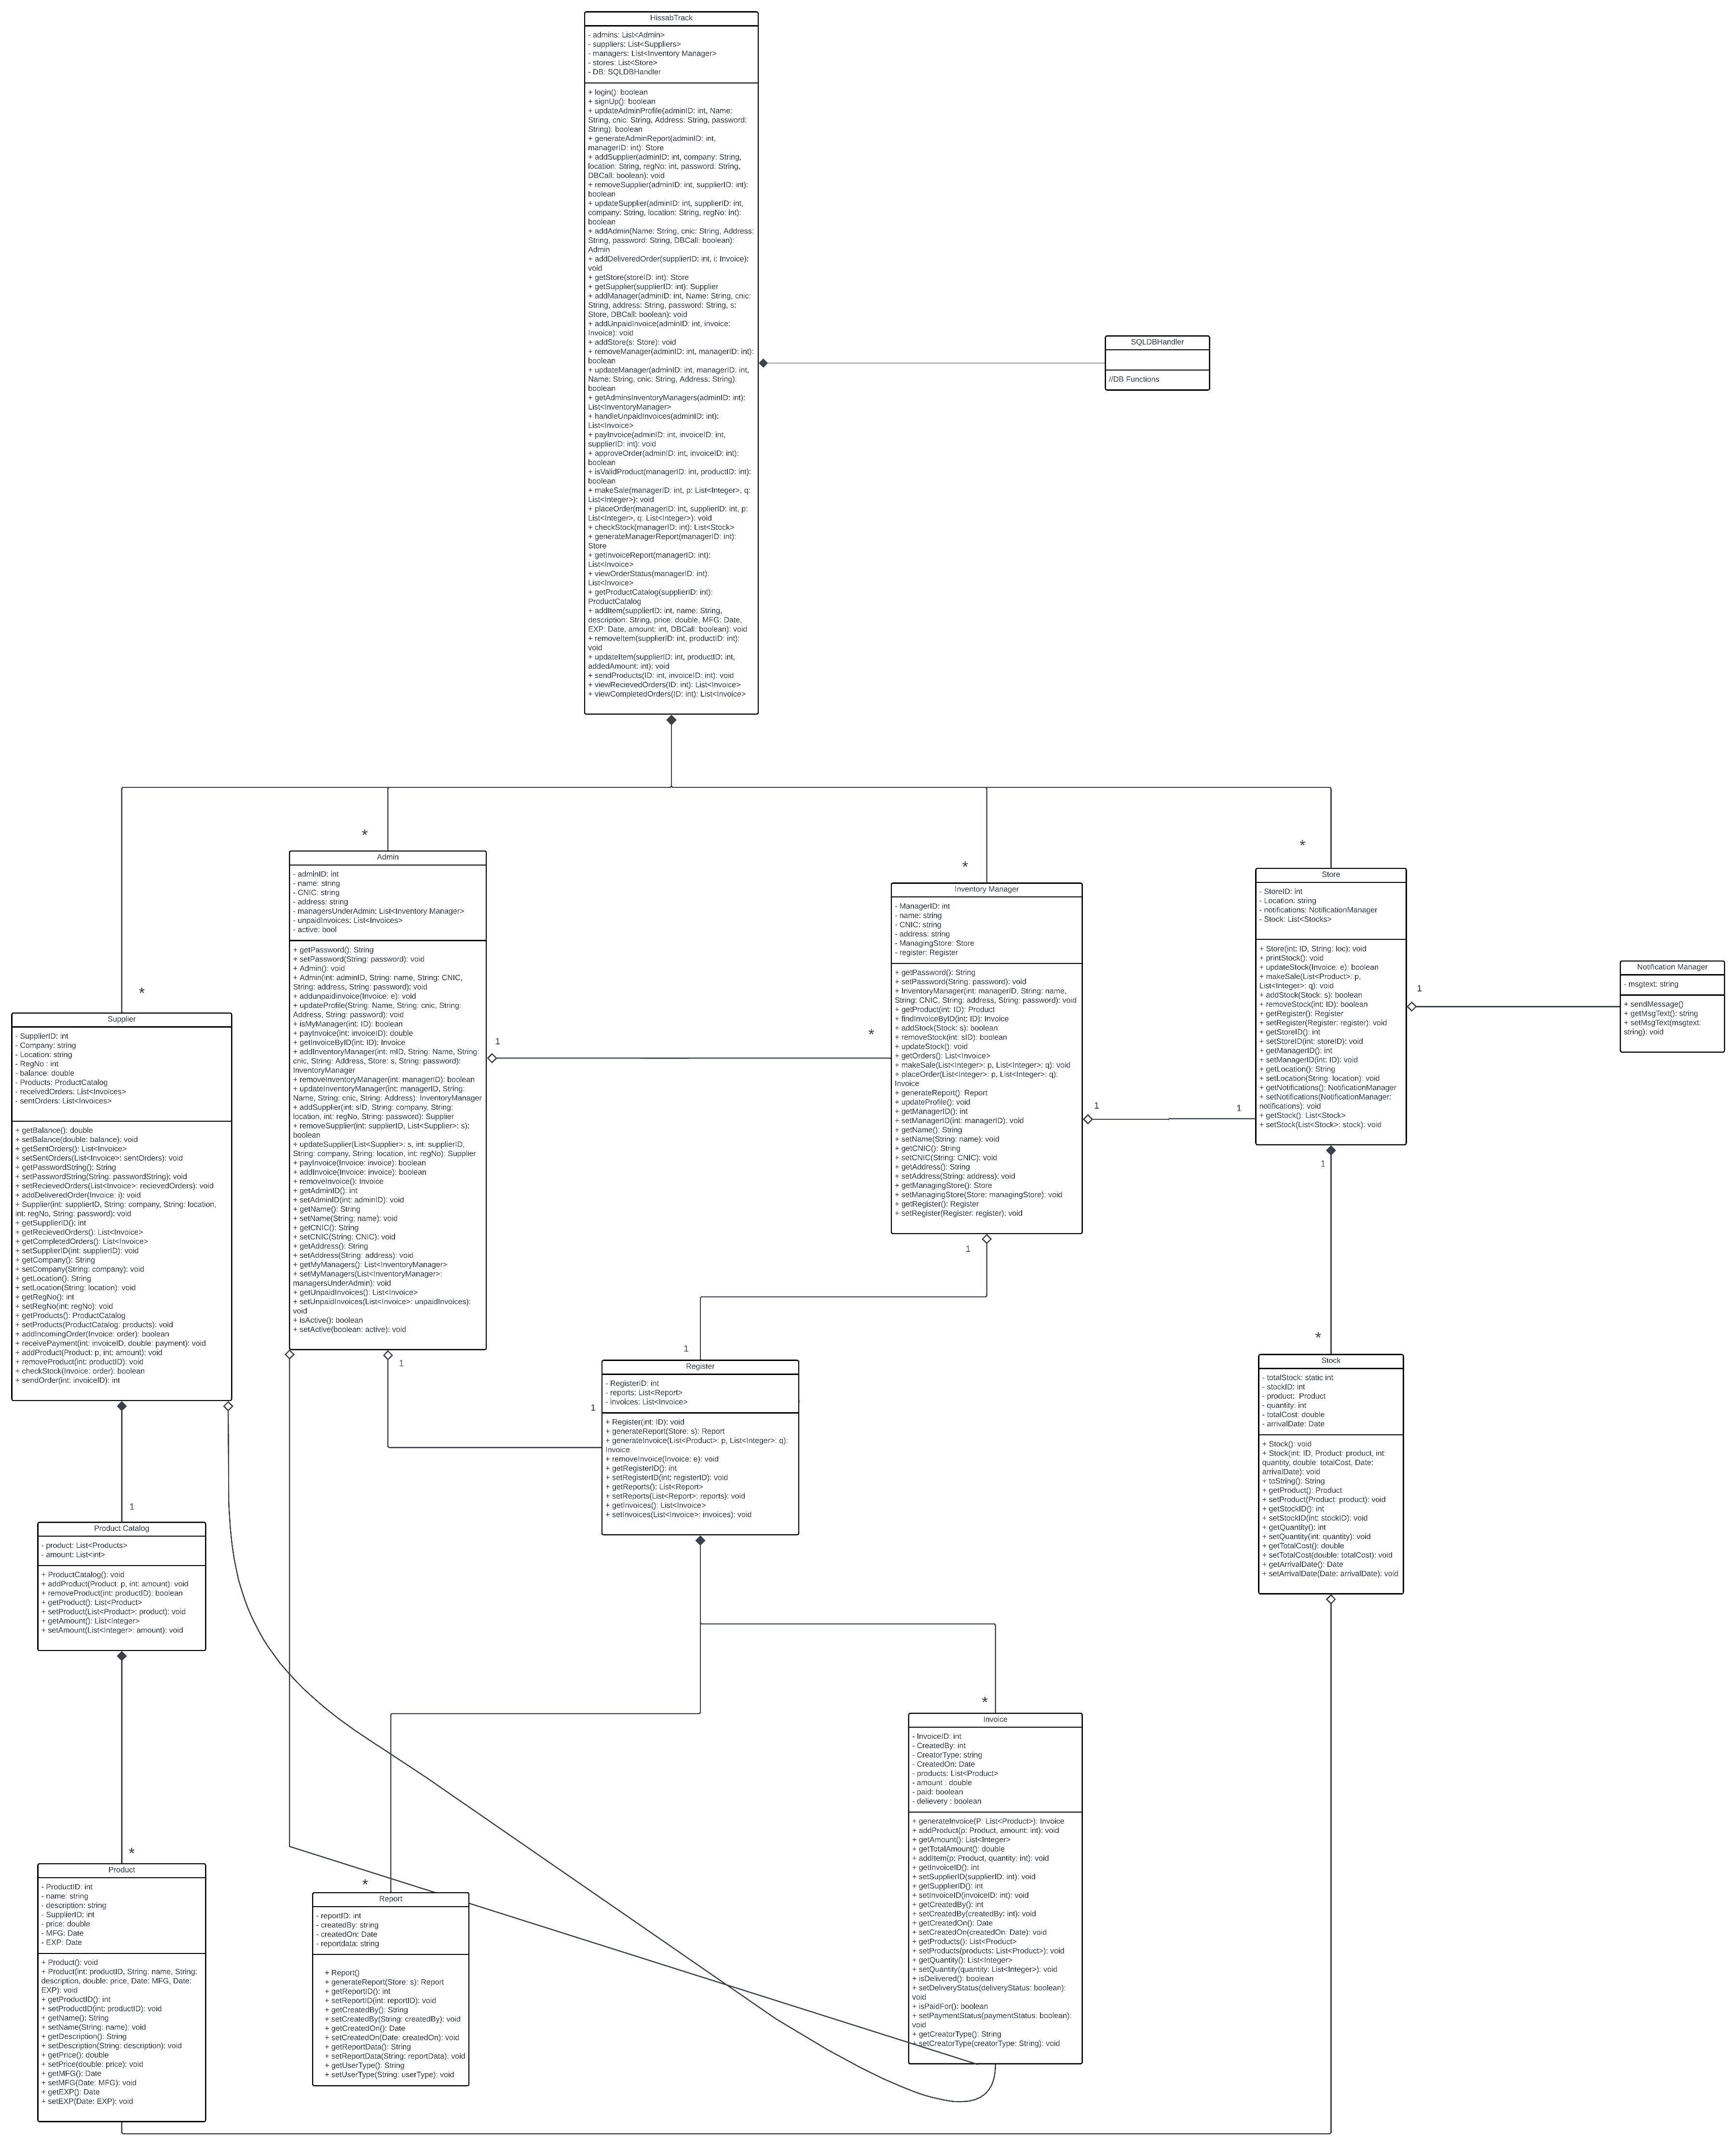 HissabTrack
- admins: List<Admin>
- suppliers: List<Suppliers>
- managers: List<Inventory Manager>
- stores: List<Store>
- DB: SQLDBHandler
+ login(): boolean
+ signUp(): boolean
+ updateAdminProfile(adminID: int, Name:
String, cnic: String, Address: String, password:
String): boolean
+ generateAdminReport(adminID: int,
managerID: int): Store
+ addSupplier(adminID: int, company: String,
location: String, regNo: int, password: String,
DBCall: boolean): void
+ removeSupplier(adminID: int, supplierID: int):
boolean
+ updateSupplier(adminID: int, supplierID: int,
company: String, location: String, regNo: int):
boolean
+ addAdmin(Name: String, cnic: String, Address:
String, password: String, DBCall: boolean):
Admin
+ addDeliveredOrder(supplierID: int, i: Invoice):
void
+ getStore(storeID: int): Store
+ getSupplier(supplierID: int): Supplier
+ addManager(adminID: int, Name: String, cnic:
String, address: String, password: String, s:
Store, DBCall: boolean): void
+ addUnpaidInvoice(adminID: int, invoice:
Invoice): void
+ addStore(s: Store): void
+ removeManager(adminID: int, managerID: int):
boolean
+ updateManager(adminID: int, managerID: int,
Name: String, cnic: String, Address: String):
boolean
+ getAdminsInventoryManagers(adminID: int):
List<InventoryManager>
+ handleUnpaidInvoices(adminID: int):
List<Invoice>
+ payInvoice(adminID: int, invoiceID: int,
supplierID: int): void
+ approveOrder(adminID: int, invoiceID: int):
boolean
+ isValidProduct(managerID: int, productID: int):
boolean
+ makeSale(managerID: int, p: List<Integer>, q:
List<Integer>): void
+ placeOrder(managerID: int, supplierID: int, p:
List<Integer>, q: List<Integer>): void
+ checkStock(managerID: int): List<Stock>
+ generateManagerReport(managerID: int):
Store
+ getInvoiceReport(managerID: int):
List<Invoice>
+ viewOrderStatus(managerID: int):
List<Invoice>
+ getProductCatalog(supplierID: int):
ProductCatalog
+ addItem(supplierID: int, name: String,
description: String, price: double, MFG: Date,
EXP: Date, amount: int, DBCall: boolean): void
+ removeItem(supplierID: int, productID: int):
void
+ updateItem(supplierID: int, productID: int,
addedAmount: int): void
+ sendProducts(ID: int, invoiceID: int): void
+ viewRecievedOrders(ID: int): List<Invoice>
+ viewCompletedOrders(ID: int): List<Invoice>
SQLDBHandler
//DB Functions
*
*
*
*
Supplier
- SupplierID: int
- Company: string
- Location: string
- RegNo : int
- balance: double
- Products: ProductCatalog
- receivedOrders: List<Invoices>
- sentOrders: List<Invoices>
+ getBalance(): double
+ setBalance(double: balance): void
+ getSentOrders(): List<Invoice>
+ setSentOrders(List<Invoice>: sentOrders): void
+ getPasswordString(): String
+ setPasswordString(String: passwordString): void
+ setRecievedOrders(List<Invoice>: recievedOrders): void
+ addDeliveredOrder(Invoice: i): void
+ Supplier(int: supplierID, String: company, String: location,
int: regNo, String: password): void
+ getSupplierID(): int
+ getRecievedOrders(): List<Invoice>
+ getCompletedOrders(): List<Invoice>
+ setSupplierID(int: supplierID): void
+ getCompany(): String
+ setCompany(String: company): void
+ getLocation(): String
+ setLocation(String: location): void
+ getRegNo(): int
+ setRegNo(int: regNo): void
+ getProducts(): ProductCatalog
+ setProducts(ProductCatalog: products): void
+ addIncomingOrder(Invoice: order): boolean
+ receivePayment(int: invoiceID, double: payment): void
+ addProduct(Product: p, int: amount): void
+ removeProduct(int: productID): void
+ checkStock(Invoice: order): boolean
+ sendOrder(int: invoiceID): int
Admin
- adminID: int
- name: string
- CNIC: string
- address: string
- managersUnderAdmin: List<Inventory Manager>
- unpaidInvoices: List<Invoices>
- active: bool
+ getPassword(): String
+ setPassword(String: password): void
+ Admin(): void
+ Admin(int: adminID, String: name, String: CNIC,
String: address, String: password): void
+ addunpaidinvoice(Invoice: e): void
+ updateProfile(String: Name, String: cnic, String:
Address, String: password): void
+ isMyManager(int: ID): boolean
+ payInvoice(int: invoiceID): double
+ getInvoiceByID(int: ID): Invoice
+ addInventoryManager(int: mID, String: Name, String:
cnic, String: Address, Store: s, String: password):
InventoryManager
+ removeInventoryManager(int: managerID): boolean
+ updateInventoryManager(int: managerID, String:
Name, String: cnic, String: Address): InventoryManager
+ addSupplier(int: sID, String: company, String:
location, int: regNo, String: password): Supplier
+ removeSupplier(int: supplierID, List<Supplier>: s):
boolean
+ updateSupplier(List<Supplier>: s, int: supplierID,
String: company, String: location, int: regNo): Supplier
+ payInvoice(Invoice: invoice): boolean
+ addInvoice(Invoice: invoice): boolean
+ removeInvoice(): Invoice
+ getAdminID(): int
+ setAdminID(int: adminID): void
+ getName(): String
+ setName(String: name): void
+ getCNIC(): String
+ setCNIC(String: CNIC): void
+ getAddress(): String
+ setAddress(String: address): void
+ getMyManagers(): List<InventoryManager>
+ setMyManagers(List<InventoryManager>:
managersUnderAdmin): void
+ getUnpaidInvoices(): List<Invoice>
+ setUnpaidInvoices(List<Invoice>: unpaidInvoices):
void
+ isActive(): boolean
+ setActive(boolean: active): void
1
*
1
Inventory Manager
- ManagerID: int
- name: string
- CNIC: string
- address: string
- ManagingStore: Store
- register: Register
+ getPassword(): String
+ setPassword(String: password): void
+ InventoryManager(int: managerID, String: name,
String: CNIC, String: address, String: password): void
+ getProduct(int: ID): Product
+ findInvoiceByID(int: ID): Invoice
+ addStock(Stock: s): boolean
+ removeStock(int: sID): boolean
+ updateStock(): void
+ getOrders(): List<Invoice>
+ makeSale(List<Integer>: p, List<Integer>: q): void
+ placeOrder(List<Integer>: p, List<Integer>: q):
Invoice
+ generateReport(): Report
+ updateProfile(): void
+ getManagerID(): int
+ setManagerID(int: managerID): void
+ getName(): String
+ setName(String: name): void
+ getCNIC(): String
+ setCNIC(String: CNIC): void
+ getAddress(): String
+ setAddress(String: address): void
+ getManagingStore(): Store
+ setManagingStore(Store: managingStore): void
+ getRegister(): Register
+ setRegister(Register: register): void
1
1
1
Store
- StoreID: int
- Location: string
- notifications: NotificationManager
- Stock: List<Stocks>
+ Store(int: ID, String: loc): void
+ printStock(): void
+ updateStock(Invoice: e): boolean
+ makeSale(List<Product>: p,
List<Integer>: q): void
+ addStock(Stock: s): boolean
+ removeStock(int: ID): boolean
+ getRegister(): Register
+ setRegister(Register: register): void
+ getStoreID(): int
+ setStoreID(int: storeID): void
+ getManagerID(): int
+ setManagerID(int: ID): void
+ getLocation(): String
+ setLocation(String: location): void
+ getNotifications(): NotificationManager
+ setNotifications(NotificationManager:
notifications): void
+ getStock(): List<Stock>
+ setStock(List<Stock>: stock): void
1
1
Notification Manager
- msgtext: string
+ sendMessage()
+ getMsgText(): string
+ setMsgText(msgtext:
string): void
*
Stock
- totalStock: static int
- stockID: int
- product:  Product
- quantity: int
- totalCost: double
- arrivalDate: Date
+ Stock(): void
+ Stock(int: ID, Product: product, int:
quantity, double: totalCost, Date:
arrivalDate): void
+ toString(): String
+ getProduct(): Product
+ setProduct(Product: product): void
+ getStockID(): int
+ setStockID(int: stockID): void
+ getQuantity(): int
+ setQuantity(int: quantity): void
+ getTotalCost(): double
+ setTotalCost(double: totalCost): void
+ getArrivalDate(): Date
+ setArrivalDate(Date: arrivalDate): void
1
1
Register
- RegisterID: int
- reports: List<Report>
- invoices: List<Invoice>
+ Register(int: ID): void
+ generateReport(Store: s): Report
+ generateInvoice(List<Product>: p, List<Integer>: q):
Invoice
+ removeInvoice(Invoice: e): void
+ getRegisterID(): int
+ setRegisterID(int: registerID): void
+ getReports(): List<Report>
+ setReports(List<Report>: reports): void
+ getInvoices(): List<Invoice>
+ setInvoices(List<Invoice>: invoices): void
1
Product Catalog
- product: List<Products>
- amount: List<int>
+ ProductCatalog(): void
+ addProduct(Product: p, int: amount): void
+ removeProduct(int: productID): boolean
+ getProduct(): List<Product>
+ setProduct(List<Product>: product): void
+ getAmount(): List<Integer>
+ setAmount(List<Integer>: amount): void
*
Product
- ProductID: int
- name: string
- description: string
- SupplierID: int
- price: double
- MFG: Date
- EXP: Date
+ Product(): void
+ Product(int: productID, String: name, String:
description, double: price, Date: MFG, Date:
EXP): void
+ getProductID(): int
+ setProductID(int: productID): void
+ getName(): String
+ setName(String: name): void
+ getDescription(): String
+ setDescription(String: description): void
+ getPrice(): double
+ setPrice(double: price): void
+ getMFG(): Date
+ setMFG(Date: MFG): void
+ getEXP(): Date
+ setEXP(Date: EXP): void
*
Report
- reportID: int
- createdBy: string
- createdOn: Date
- reportdata: string
+ Report()
+ generateReport(Store: s): Report
+ getReportID(): int
+ setReportID(int: reportID): void
+ getCreatedBy(): String
+ setCreatedBy(String: createdBy): void
+ getCreatedOn(): Date
+ setCreatedOn(Date: createdOn): void
+ getReportData(): String
+ setReportData(String: reportData): void
+ getUserType(): String
+ setUserType(String: userType): void
*
Invoice
- InvoiceID: int
- CreatedBy: int
- CreatorType: string
- CreatedOn: Date
- products: List<Product>
- amount : double
- paid: boolean
- delievery : boolean
+ generateInvoice(P: List<Product>): Invoice
+ addProduct(p: Product, amount: int): void
+ getAmount(): List<Integer>
+ getTotalAmount(): double
+ addItem(p: Product, quantity: int): void
+ getInvoiceID(): int
+ setSupplierID(supplierID: int): void
+ getSupplierID(): int
+ setInvoiceID(invoiceID: int): void
+ getCreatedBy(): int
+ setCreatedBy(createdBy: int): void
+ getCreatedOn(): Date
+ setCreatedOn(createdOn: Date): void
+ getProducts(): List<Product>
+ setProducts(products: List<Product>): void
+ getQuantity(): List<Integer>
+ setQuantity(quantity: List<Integer>): void
+ isDelivered(): boolean
+ setDeliveryStatus(deliveryStatus: boolean):
void
+ isPaidFor(): boolean
+ setPaymentStatus(paymentStatus: boolean):
void
+ getCreatorType(): String
+ setCreatorType(creatorType: String): void